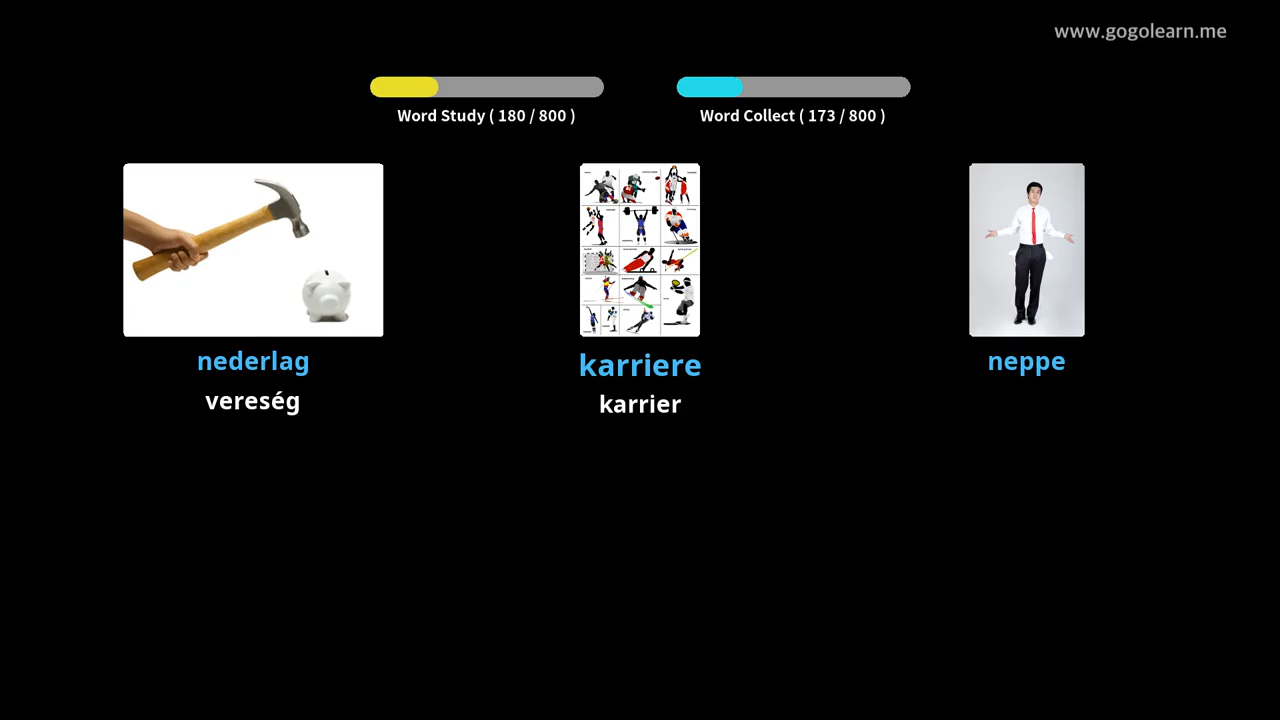 www.gogolearn.me
Word Study ( 180 / 800 )
Word Collect ( 173 / 800 )
nederlag
vereség
karriere
karrier
neppe